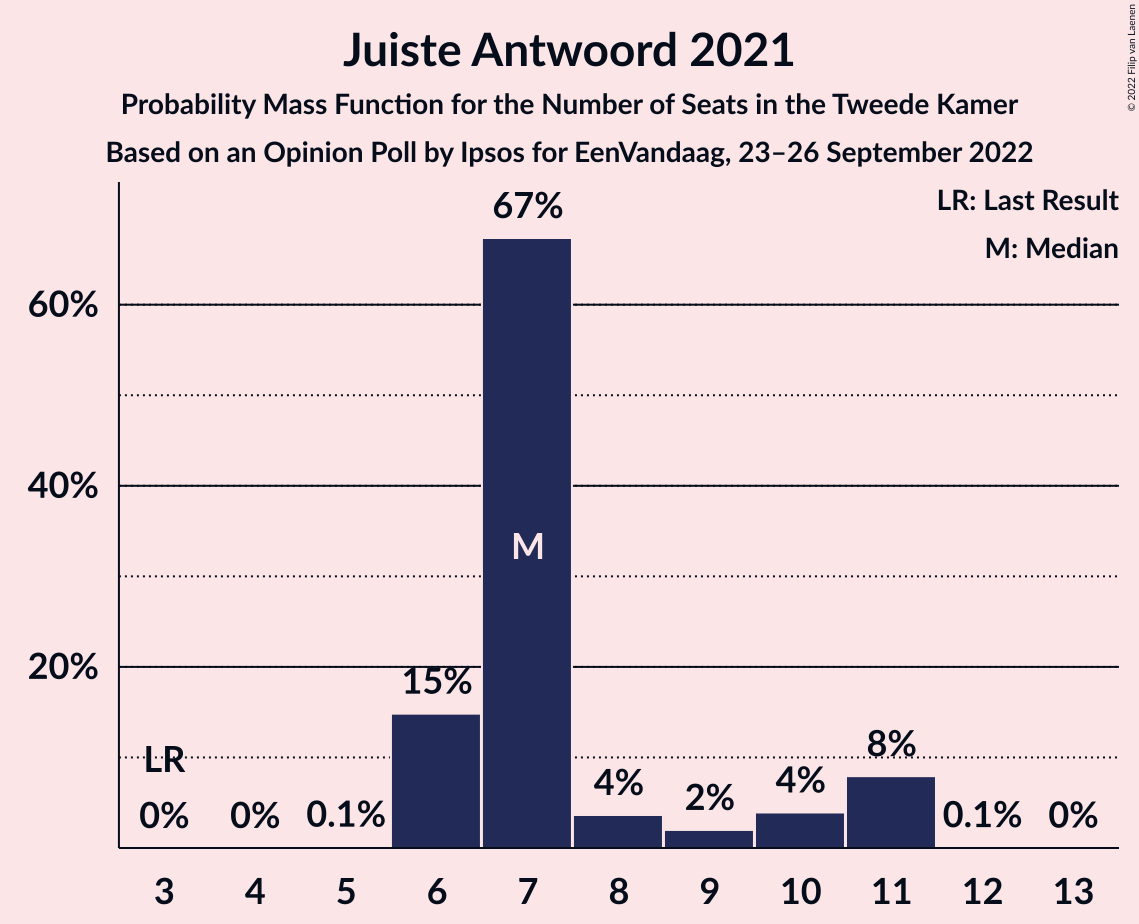 Juiste Antwoord 2021
Probability Mass Function for the Number of Seats in the Tweede Kamer
Based on an Opinion Poll by Ipsos for EenVandaag, 23–26 September 2022
© 2022 Filip van Laenen
LR: Last Result
M: Median
67%
60%
40%
M
20%
15%
LR
8%
0%
0%
0.1%
4%
2%
4%
0.1%
0%
3 4 5 6 7 8 9 10 11 12 13